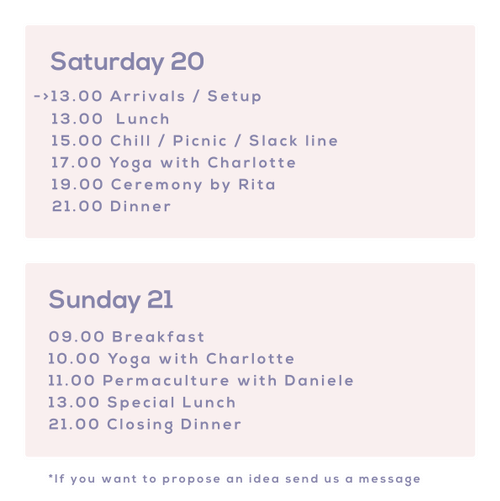 Saturday 20
->13.00 Arrivals / Setup
13.00 Lunch
15.00 Chill / Picnic / Slack line
17.00 Yoga with Charlotte
19.00 Ceremony by Rita
21.00 Dinner
Sunday 21
09.00 Breakfast
10.00 Yoga with Charlotte
11.00 Permaculture with Daniele
13.00 Special Lunch
21.00 Closing Dinner
*If you want to propose an idea send us a message